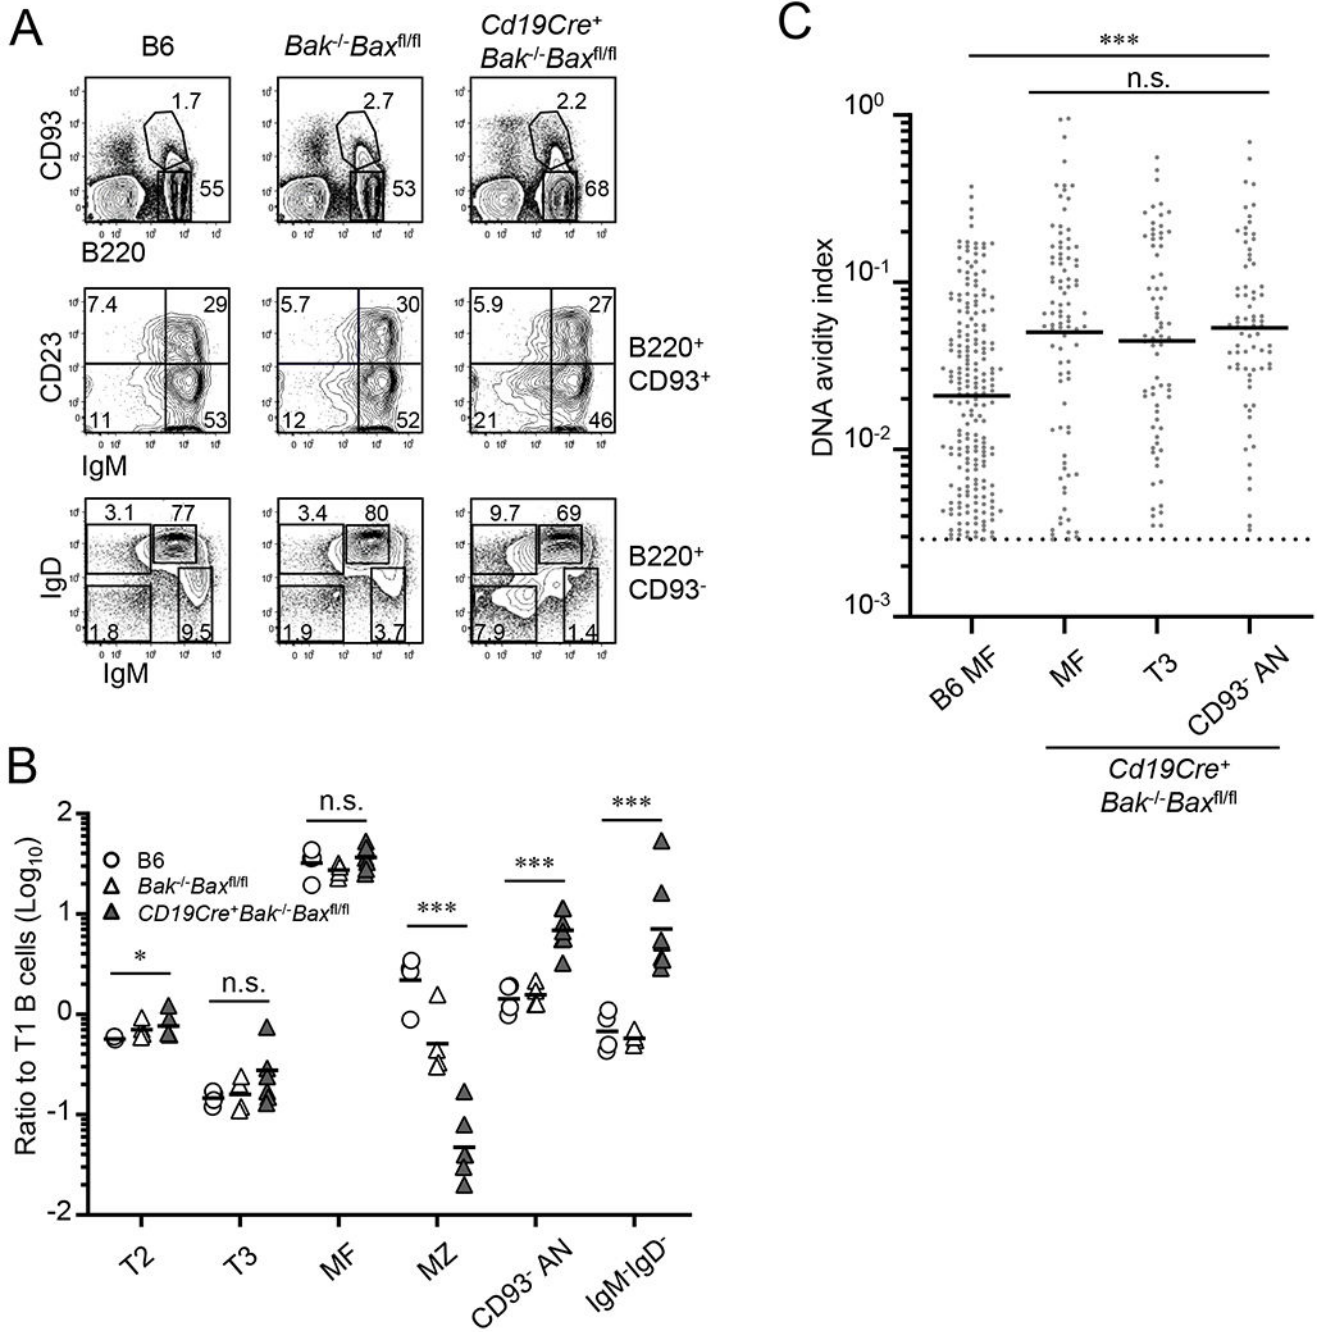 A
B6
Bak-/-Baxfl/fl
Cd19Cre+
Bak-/-Baxfl/fl
CD93
1.7
55
2.7
53
2.2
68
B220
CD23
7.4
29
11
53
5.7
30
12
52
5.9
27
21
46
B220+
CD93+
IgM
IgD
3.1
77
1.8
9.5
3.4
80
1.9
3.7
9.7
69
7.9
1.4
B220+
CD93-
IgM
B
Ratio to T1 B cells (Log10)
2
1
0
-1
-2
B6
Bak-/-Baxfl/fl
CD19Cre+Bak-/-Baxfl/fl
*
n.s.
n.s.
***
***
***
T2
T3
MF
MZ
CD93- AN
IgM-IgD-
C
***
n.s.
DNA avidity index
10^0
10^-1
10^-2
10^-3
B6 MF
MF
T3
CD93- AN
Cd19Cre+
Bak-/-Baxfl/fl